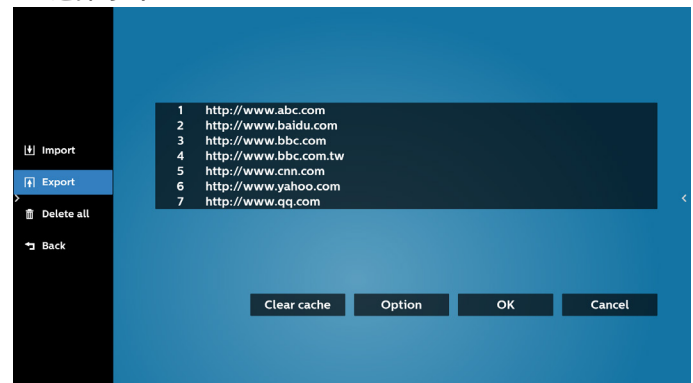 1 http://www.abc.com
2 http://www.baidu.com
3 http://www.bbc.com
4 http://www.bbc.com.tw
5 http://www.cnn.com
6 http://www.yahoo.com
7 http://www.qq.com
Import
Export
Delete all
Back
Clear cache Option OK Cancel